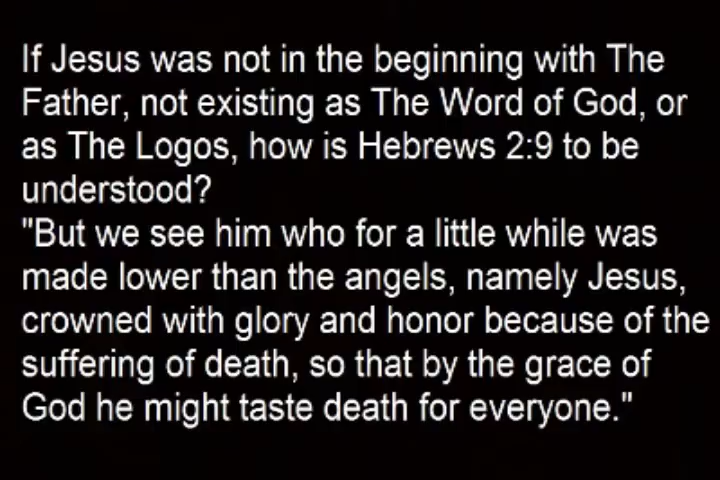 If Jesus was not in the beginning with The
Father, not existing as The Word of God, or
as The Logos, how is Hebrews 2:9 to be
understood?
"But we see him who for a little while was
made lower than the angels, namely Jesus,
crowned with glory and honor because of the
suffering of death, so that by the grace of
God he might taste death for everyone."